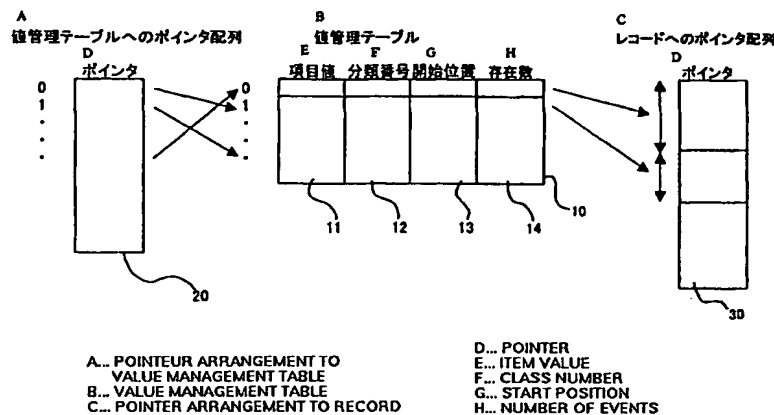 A
値管理テーブルへのポインタ配列
D
ポインタ
0
1
B
値管理テーブル
E F G H
項目値 分類番号 開始位置 存在数
0
1
C
レコードへのポインタ配列
D
ポインタ
11 12 13 14 10
20
30
A... POINTEUR ARRANGEMENT TO
VALUE MANAGEMENT TABLE
B... VALUE MANAGEMENT TABLE
C... POINTER ARRANGEMENT TO RECORD
D... POINTER
E... ITEM VALUE
F... CLASS NUMBER
G... START POSITION
H... NUMBER OF EVENTS